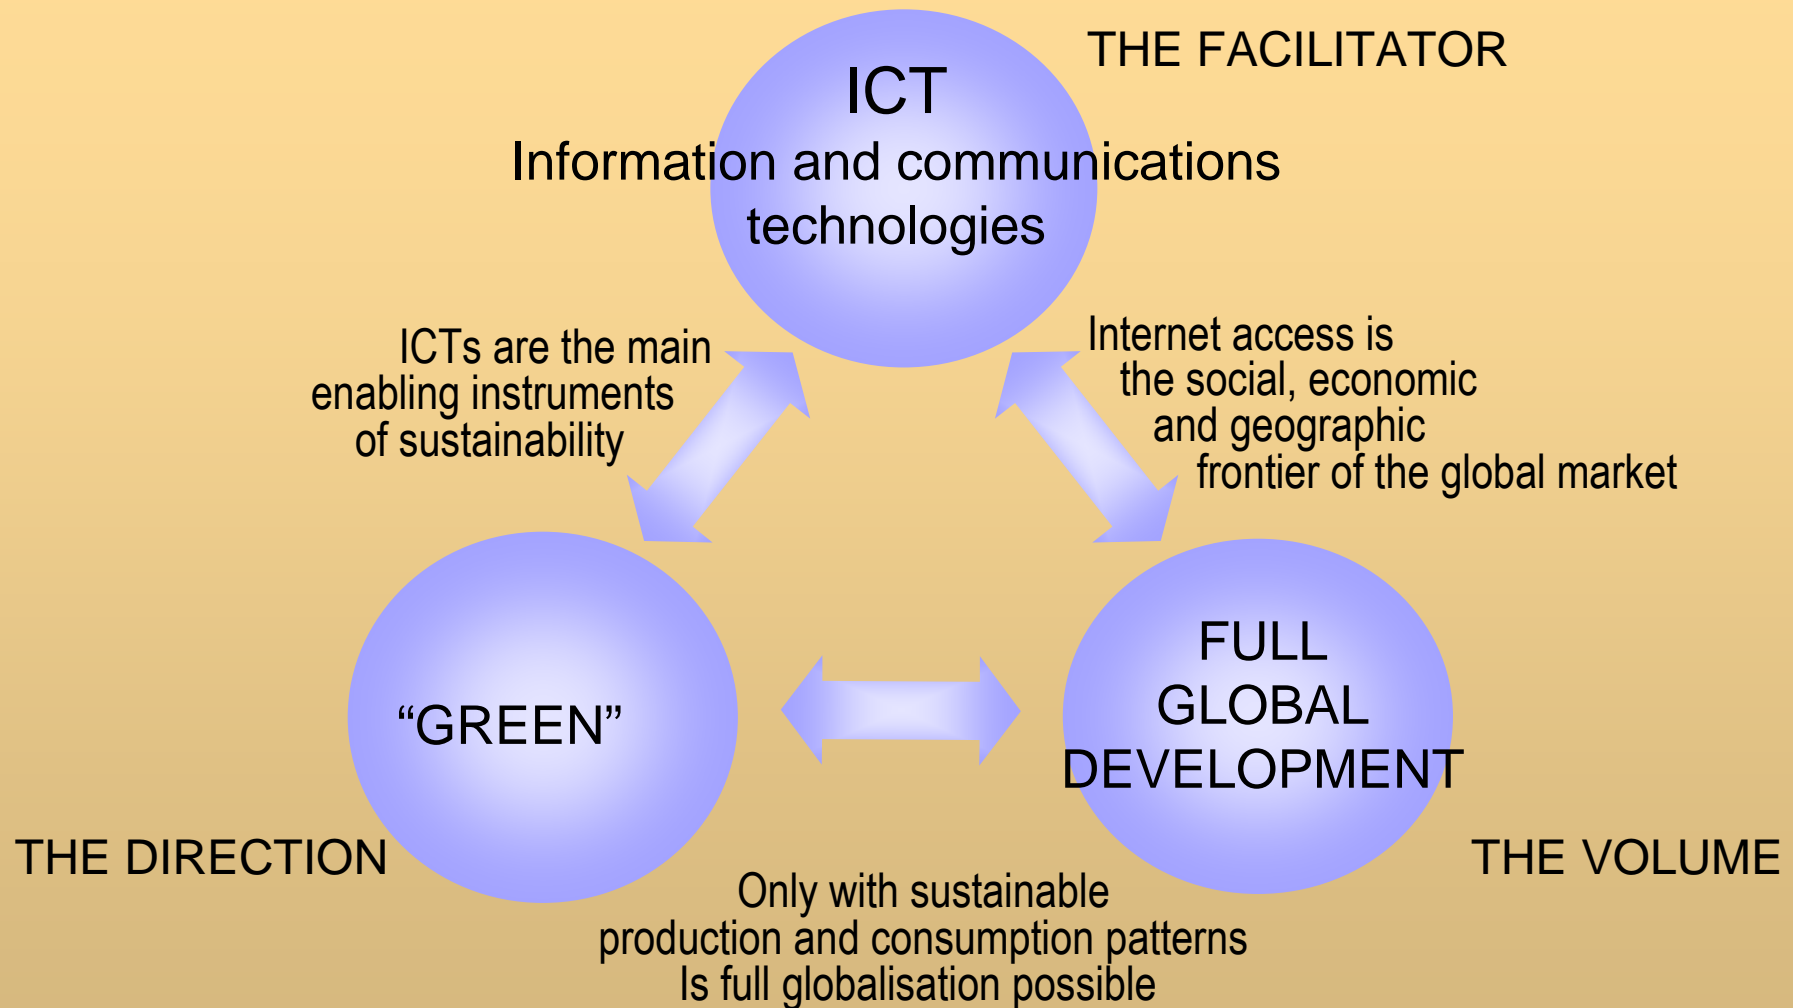 THE FACILITATOR
ICT
Information and communications
technologies
ICTs are the main
enabling instruments
of sustainability
Internet access is
the social, economic
and geographic
frontier of the global market
“GREEN”
FULL
GLOBAL
DEVELOPMENT
THE DIRECTION
THE VOLUME
Only with sustainable
production and consumption patterns
Is full globalisation possible